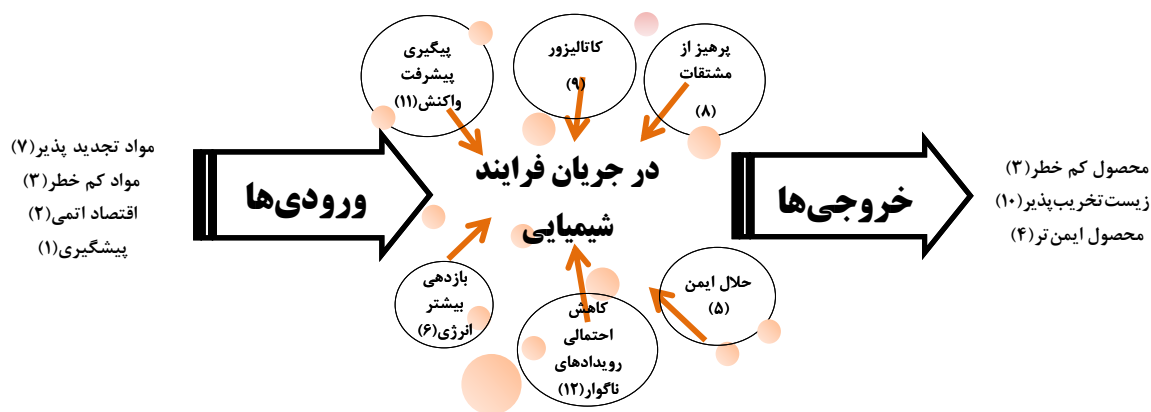 مواد تجدید پذیر(۷)
مواد کم خطر(۳)
اقتصاد اتمی(۲)
پیشگیری(۱)
ورودی‌ها
پیگیری
پیشرفت
واکنش(۱۱)
کاتالیزور
(۹)
پرهیز از
مشتقات
(۸)
در جریان فرایند
شیمیایی
بازدهی
بیشتر
انرژی(۶)
کاهش
احتمالی
رویدادهای
ناگوار(۱۲)
حلال ایمن
(۵)
خروجی‌ها
محصول کم خطر(۳)
زیست‌تخریب‌پذیر(۱۰)
محصول ایمن‌تر(۴)